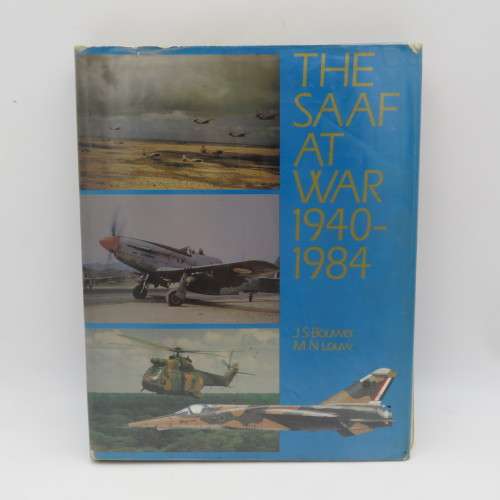 THE
SAAF
AT
WAR
1940-
1984
J S Bouwer
M N Louw